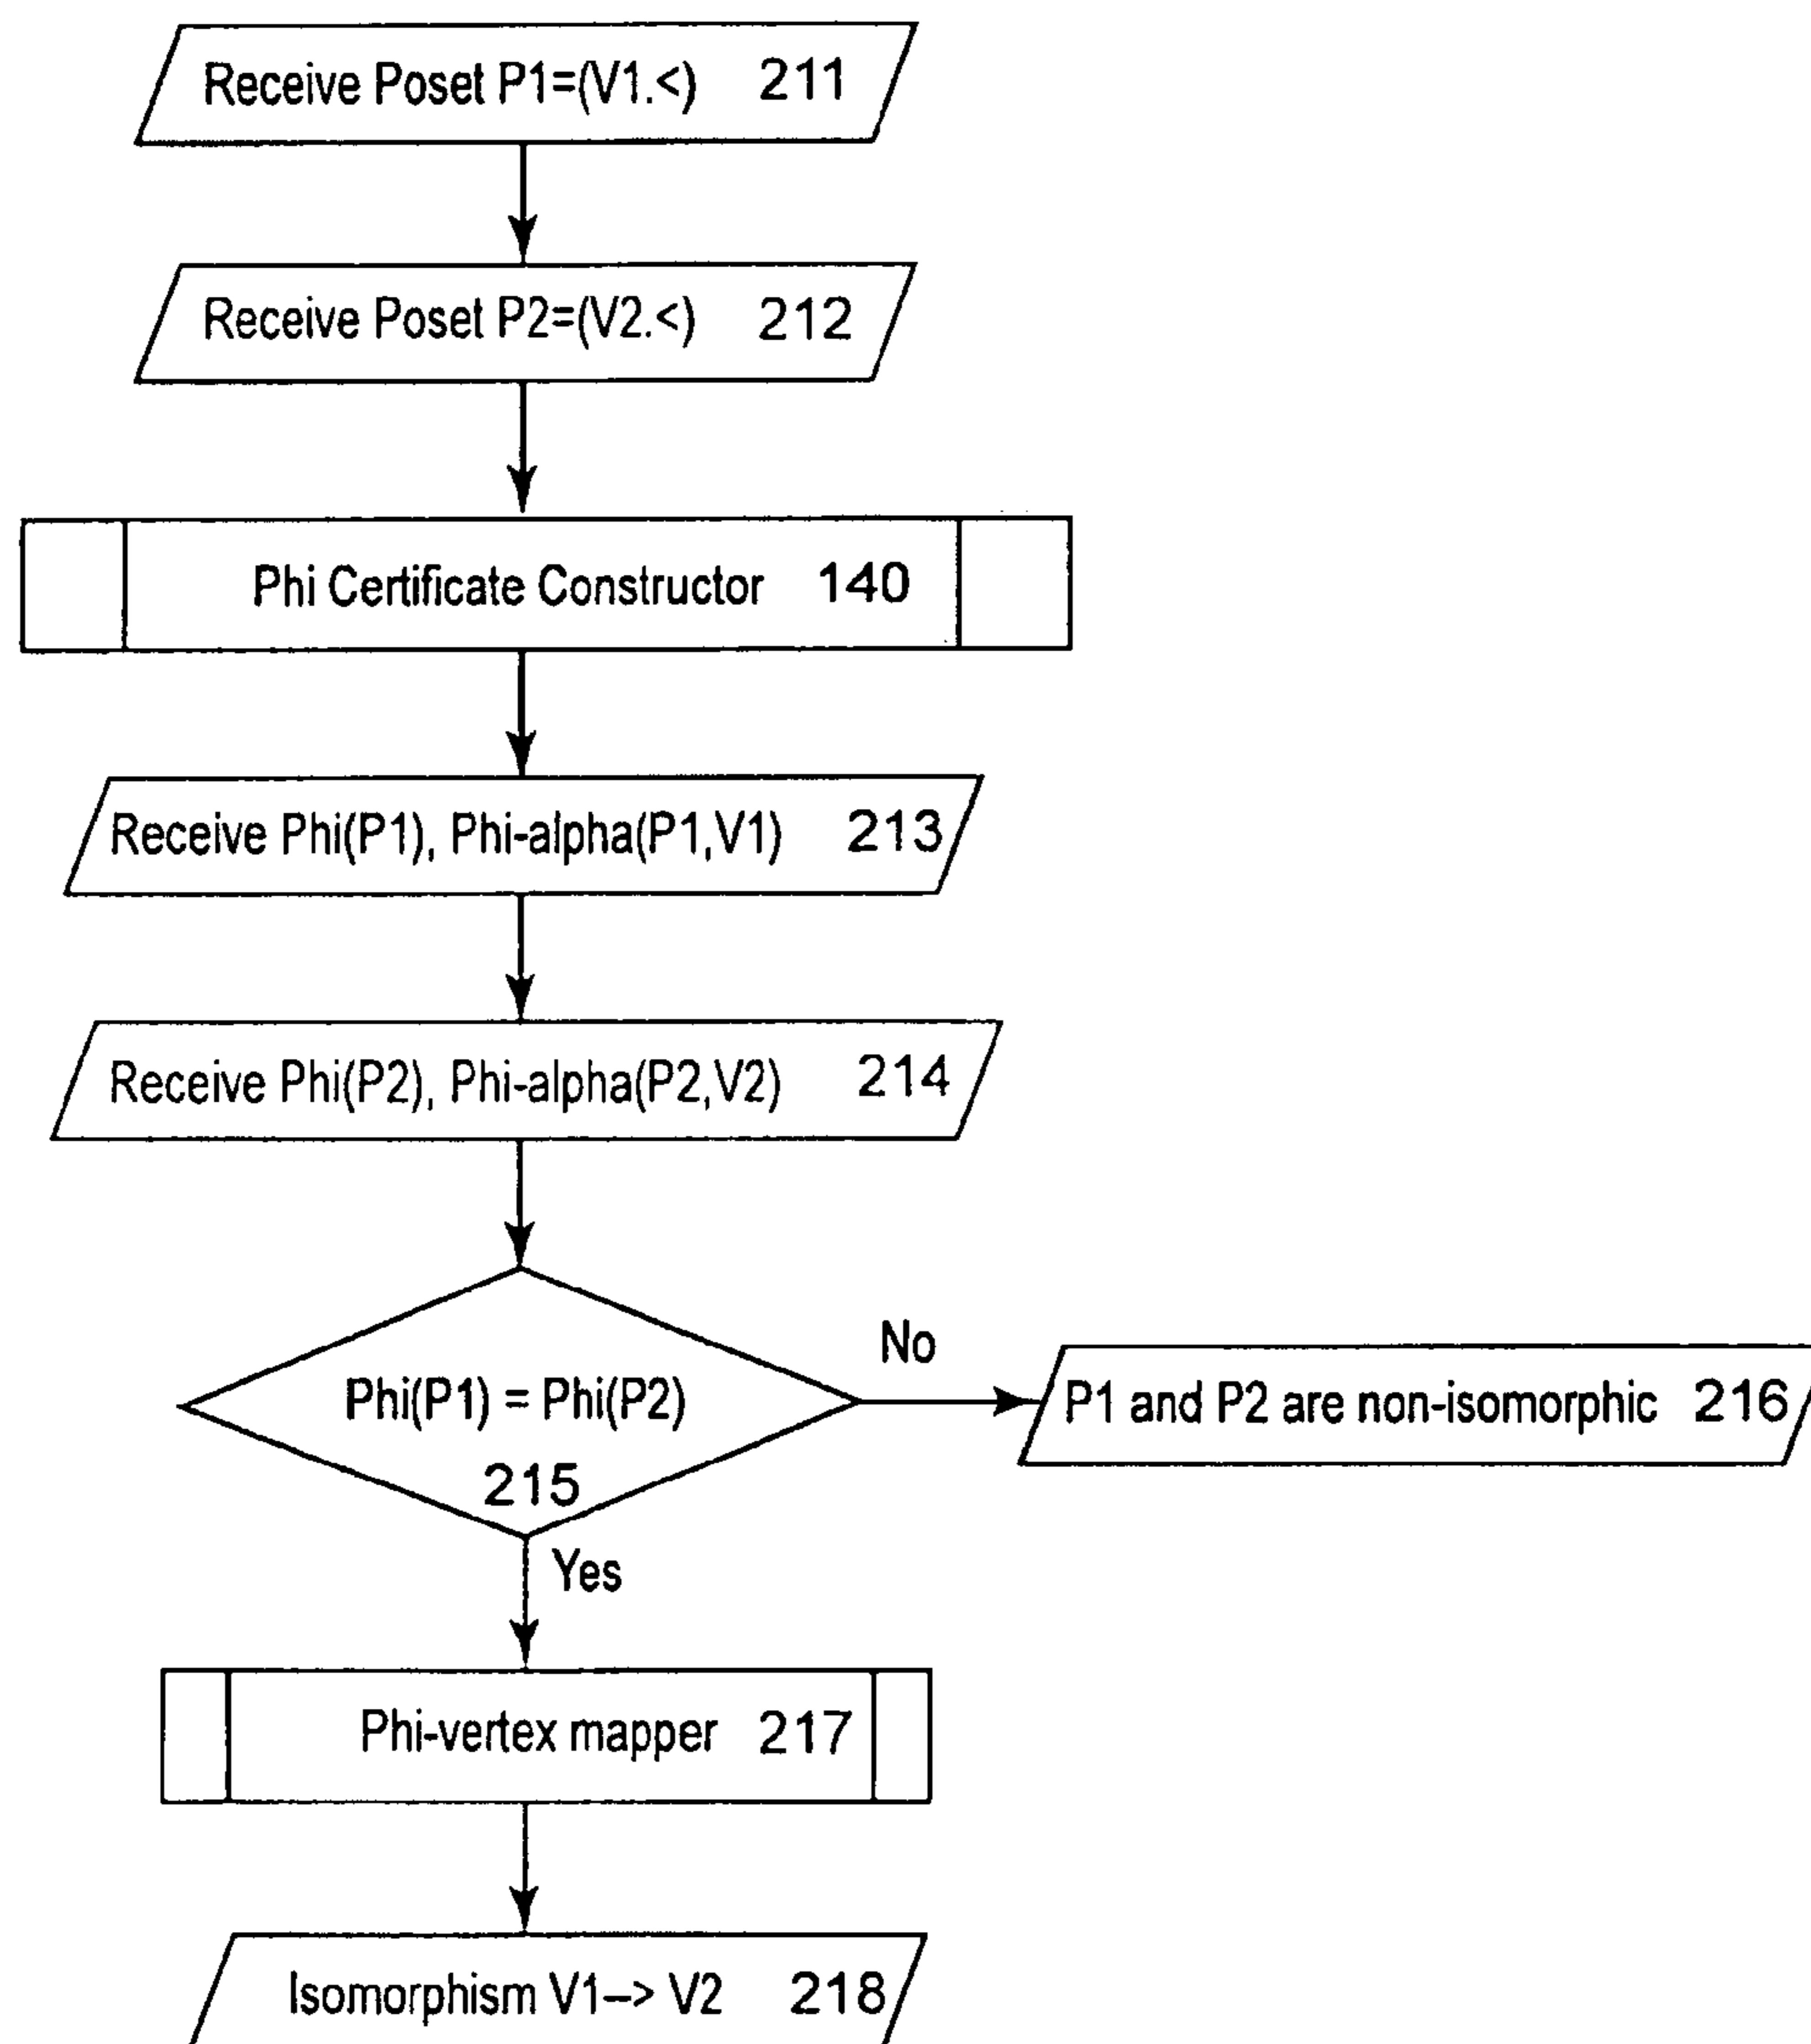 Receive Poset P1=(V1.<) 211
Receive Poset P2=(V2.<) 212
Phi Certificate Constructor 140
Receive Phi(P1), Phi-alpha(P1,V1) 213
Receive Phi(P2), Phi-alpha(P2,V2) 214
Phi(P1) = Phi(P2)
215
No
P1 and P2 are non-isomorphic 216
Yes
Phi-vertex mapper 217
Isomorphism V1--> V2 218